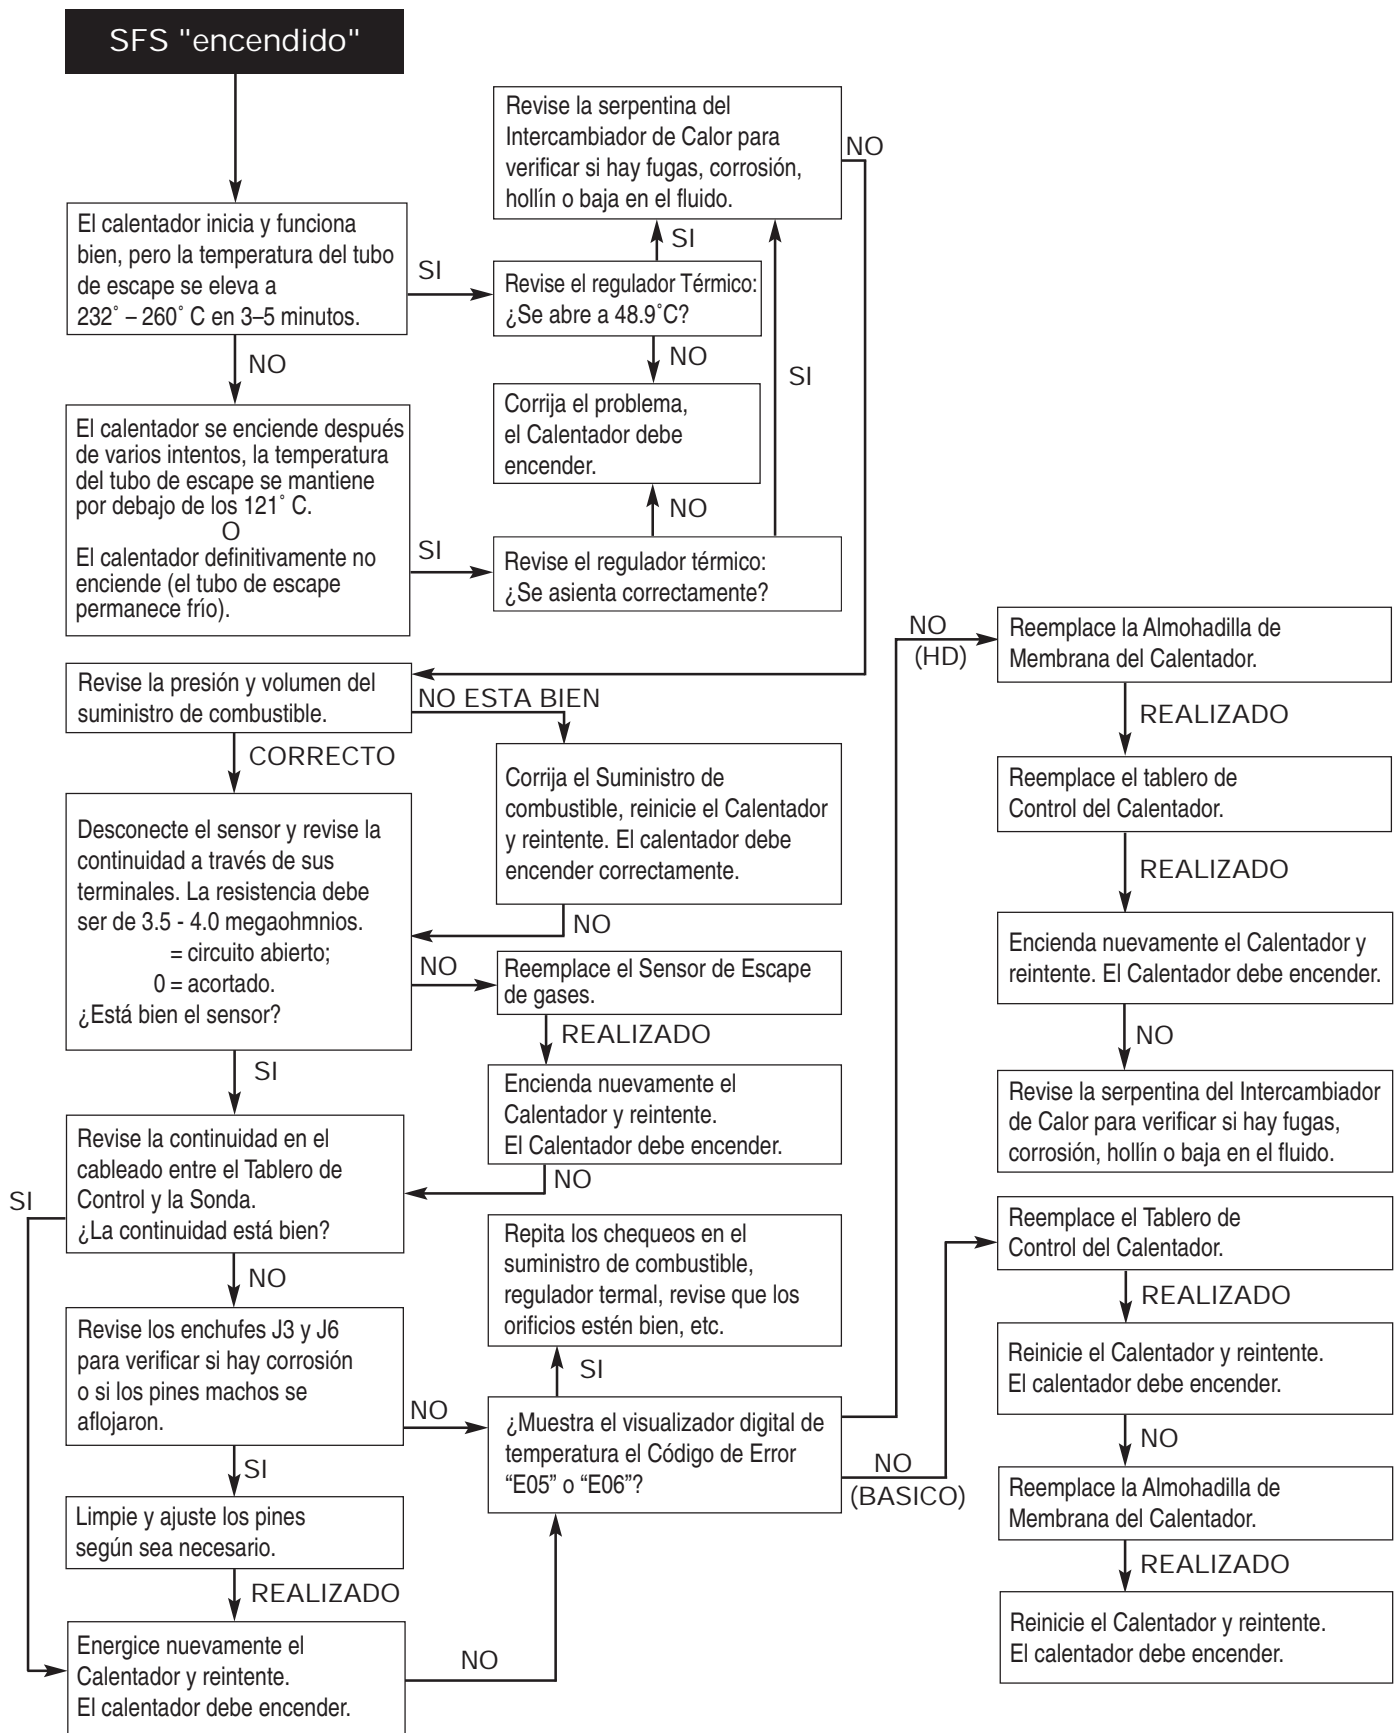 SFS "encendido"
Revise la serpentina del
Intercambiador de Calor para
verificar si hay fugas, corrosión,
hollín o baja en el fluido.
NO
El calentador inicia y funciona
bien, pero la temperatura del tubo
de escape se eleva a
232˚ – 260˚ C en 3–5 minutos.
SI
SI
Revise el regulador Térmico:
¿Se abre a 48.9˚C?
NO
NO
SI
Corrija el problema,
el Calentador debe
encender.
El calentador se enciende después
de varios intentos, la temperatura
del tubo de escape se mantiene
por debajo de los 121˚ C.
O
El calentador definitivamente no
enciende (el tubo de escape
permanece frío).
NO
SI
Revise el regulador térmico:
¿Se asienta correctamente?
Revise la presión y volumen del
suministro de combustible.
NO ESTA BIEN
CORRECTO
Corrija el Suministro de
combustible, reinicie el Calentador
y reintente. El calentador debe
encender correctamente.
NO
Desconecte el sensor y revise la
continuidad a través de sus
terminales. La resistencia debe
ser de 3.5 - 4.0 megaohmnios.
= circuito abierto;
0 = acortado.
¿Está bien el sensor?
NO
Reemplace el Sensor de Escape
de gases.
REALIZADO
SI
Encienda nuevamente el
Calentador y reintente.
El Calentador debe encender.
NO
Revise la continuidad en el
cableado entre el Tablero de
Control y la Sonda.
¿La continuidad está bien?
SI
NO
Repita los chequeos en el
suministro de combustible,
regulador termal, revise que los
orificios estén bien, etc.
SI
Revise los enchufes J3 y J6
para verificar si hay corrosión
o si los pines machos se
aflojaron.
NO
¿Muestra el visualizador digital de
temperatura el Código de Error
“E05” o “E06”?
SI
Limpie y ajuste los pines
según sea necesario.
REALIZADO
Energice nuevamente el
Calentador y reintente.
El calentador debe encender.
NO
NO
(HD)
Reemplace la Almohadilla de
Membrana del Calentador.
REALIZADO
Reemplace el tablero de
Control del Calentador.
REALIZADO
Encienda nuevamente el Calentador y
reintente. El Calentador debe encender.
NO
Revise la serpentina del Intercambiador
de Calor para verificar si hay fugas,
corrosión, hollín o baja en el fluido.
NO
(BASICO)
Reemplace el Tablero de
Control del Calentador.
REALIZADO
Reinicie el Calentador y reintente.
El calentador debe encender.
NO
Reemplace la Almohadilla de
Membrana del Calentador.
REALIZADO
Reinicie el Calentador y reintente.
El calentador debe encender.